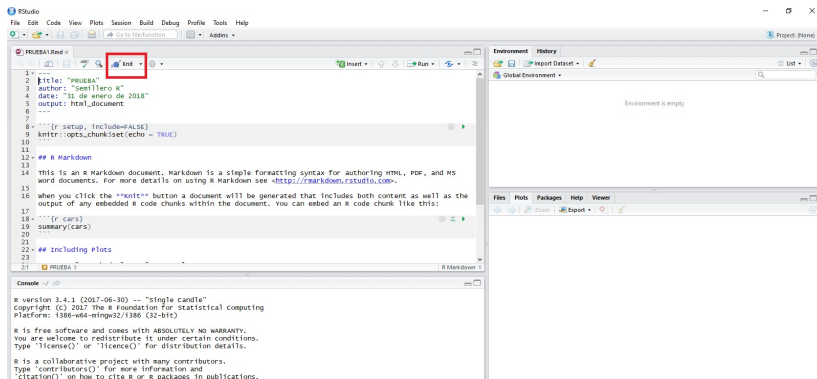 RStudio
File Edit Code View Plots Session Build Debug Profile Tools Help
Go to file/function Addins
Project: (None)
PRUEBA1.Rmd
Knit Insert Run
1 ---
2 title: "PRUEBA"
3 author: "Semillero R"
4 date: "31 de enero de 2018"
5 output: html_document
6 ---
7
8 ```{r setup, include=FALSE}
9 knitr::opts_chunk$set(echo = TRUE)
10 ```
11
12 ## R Markdown
13
14 This is an R Markdown document. Markdown is a simple formatting syntax for authoring HTML, PDF, and MS
Word documents. For more details on using R Markdown see <http://rmarkdown.rstudio.com>.
15
16 When you click the **Knit** button a document will be generated that includes both content as well as the
output of any embedded R code chunks within the document. You can embed an R code chunk like this:
17
18 ```{r cars}
19 summary(cars)
20 ```
21
22 ## Including Plots
23
2:1 PRUEBA R Markdown
Console ~/
R version 3.4.1 (2017-06-30) -- "Single Candle"
Copyright (C) 2017 The R Foundation for Statistical Computing
Platform: i386-w64-mingw32/i386 (32-bit)
R is free software and comes with ABSOLUTELY NO WARRANTY.
You are welcome to redistribute it under certain conditions.
Type 'license()' or 'licence()' for distribution details.
R is a collaborative project with many contributors.
Type 'contributors()' for more information and
'citation()' on how to cite R or R packages in publications.
Environment History
Import Dataset List
Global Environment
Environment is empty
Files Plots Packages Help Viewer
Zoom Export